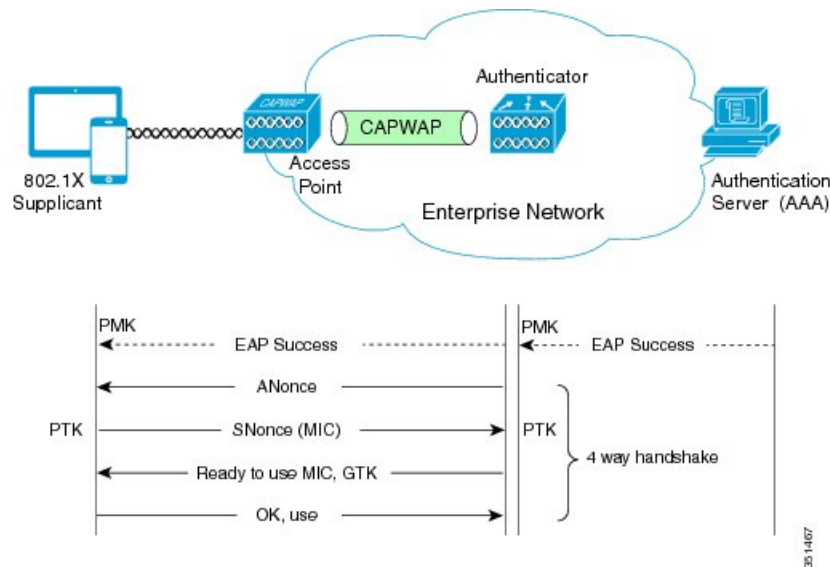 CAPWAP
Authenticator
CAPWAP
802.1X
Supplicant
Access
Point
Enterprise Network
Authentication
Server (AAA)
PMK
EAP Success
PMK
EAP Success
ANonce
PTK
SNonce (MIC)
PTK
4 way handshake
Ready to use MIC, GTK
OK, use
351467